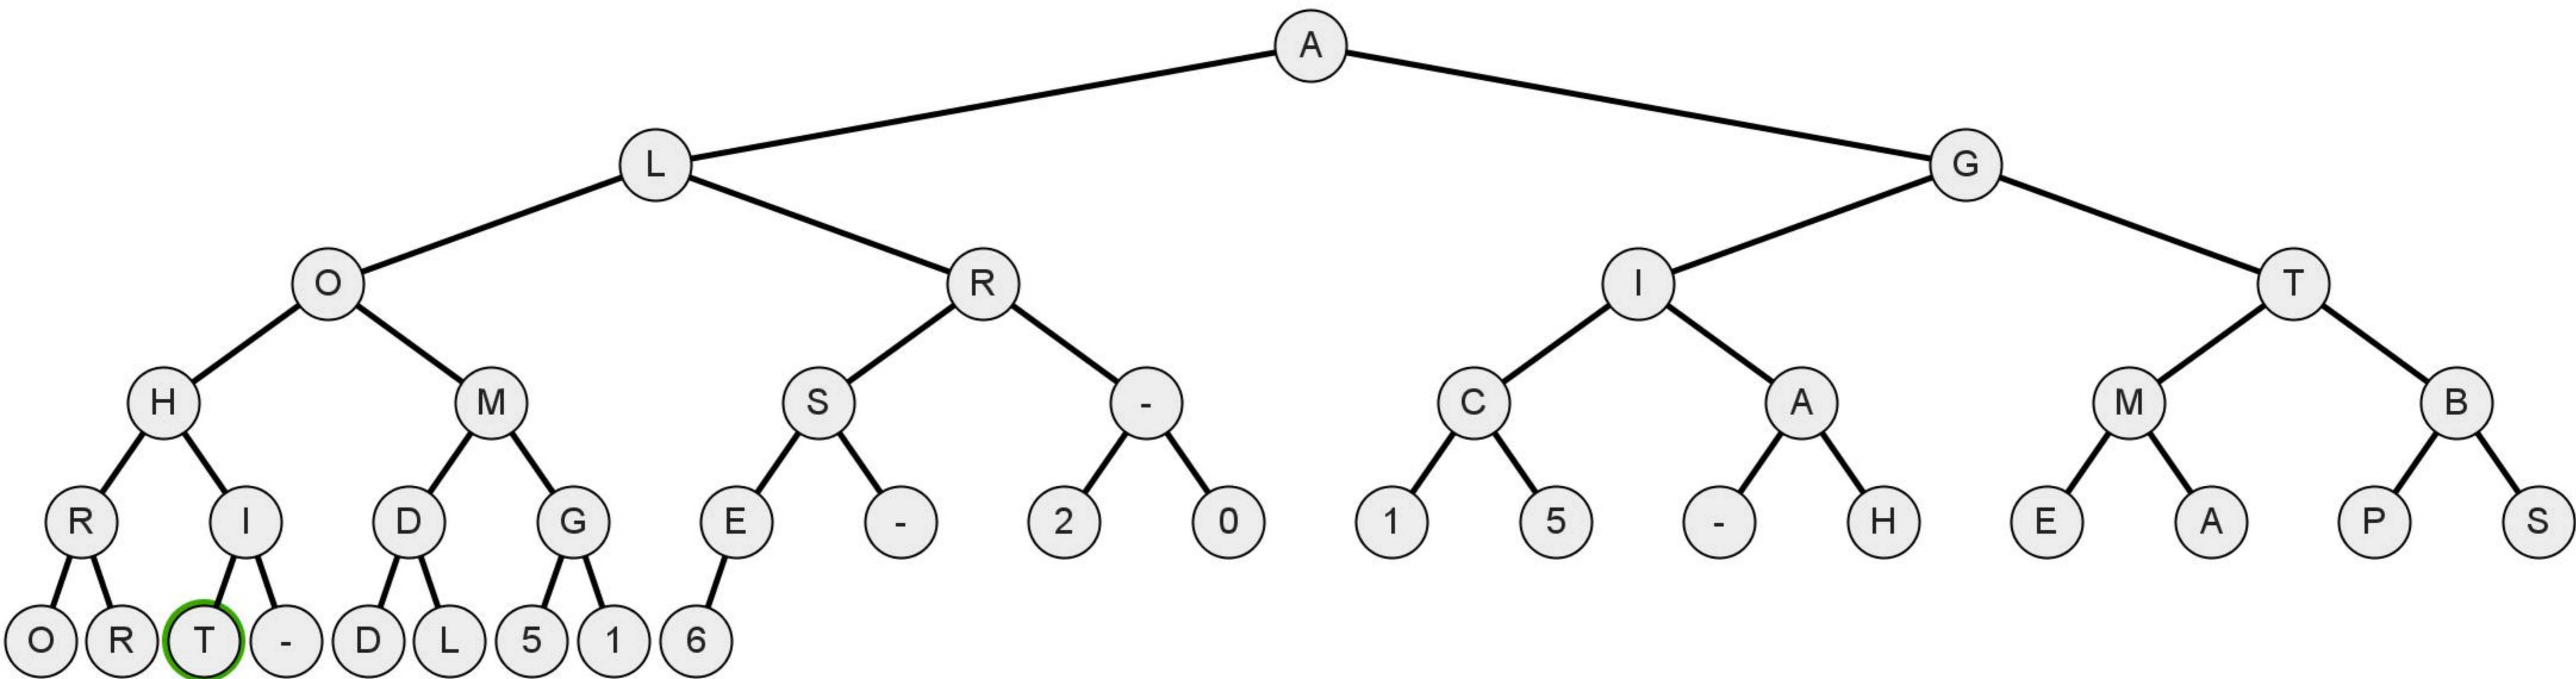 A
L G
O R I T
H M S - C A M B
R I D G E - 2 0 1 5 - H E A P S
O R T - D L 5 1 6